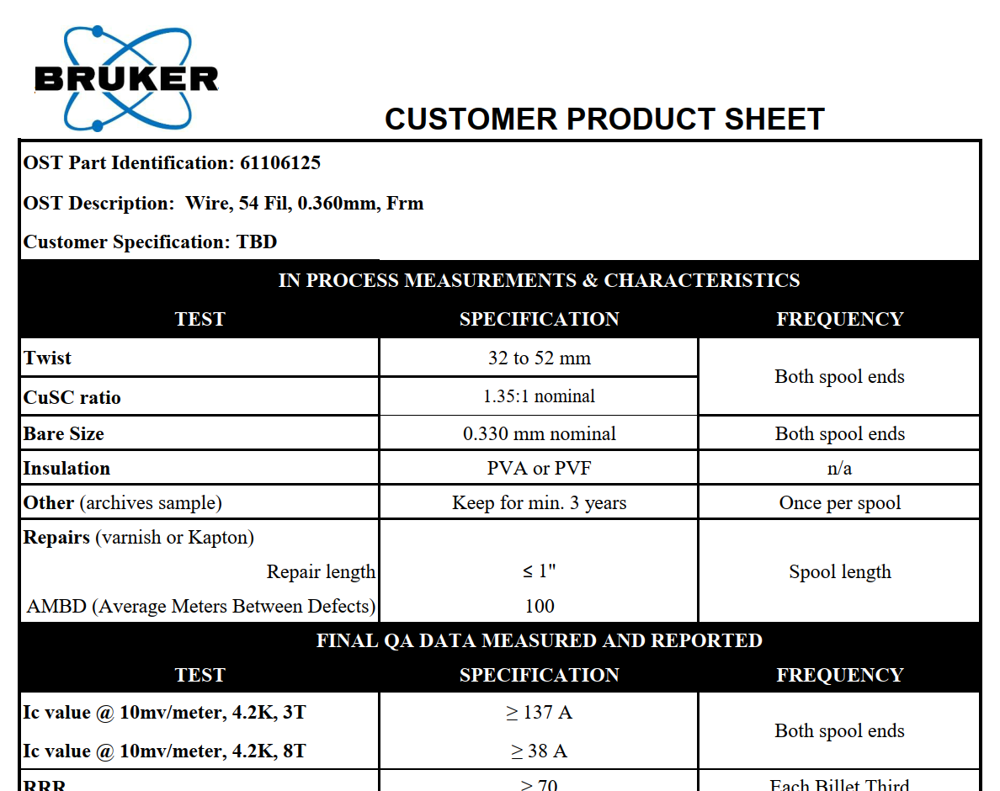 BRUKER
CUSTOMER PRODUCT SHEET
OST Part Identification: 61106125
OST Description:  Wire, 54 Fil, 0.360mm, Frm
Customer Specification: TBD
IN PROCESS MEASUREMENTS & CHARACTERISTICS
TEST SPECIFICATION FREQUENCY
Twist 32 to 52 mm
Both spool ends
CuSC ratio 1.35:1 nominal
Bare Size 0.330 mm nominal Both spool ends
Insulation PVA or PVF n/a
Other (archives sample) Keep for min. 3 years Once per spool
Repairs (varnish or Kapton)
Repair length ≤ 1" Spool length
AMBD (Average Meters Between Defects) 100
FINAL QA DATA MEASURED AND REPORTED
TEST SPECIFICATION FREQUENCY
Ic value @ 10mv/meter, 4.2K, 3T ≥ 137 A
Both spool ends
Ic value @ 10mv/meter, 4.2K, 8T ≥ 38 A
RRR ≥ 70 Each Billet Third